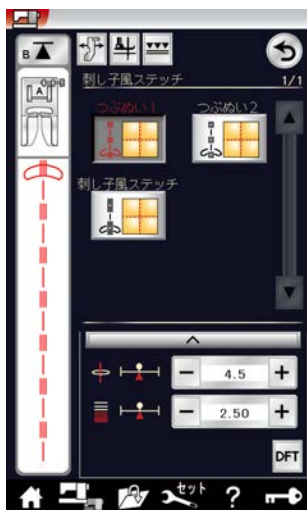 B
A
刺し子風ステッチ 1/1
つぶぬい1 つぶぬい2
刺し子風ステッチ
− 4.5 +
− 2.50 +
DFT
セット ?